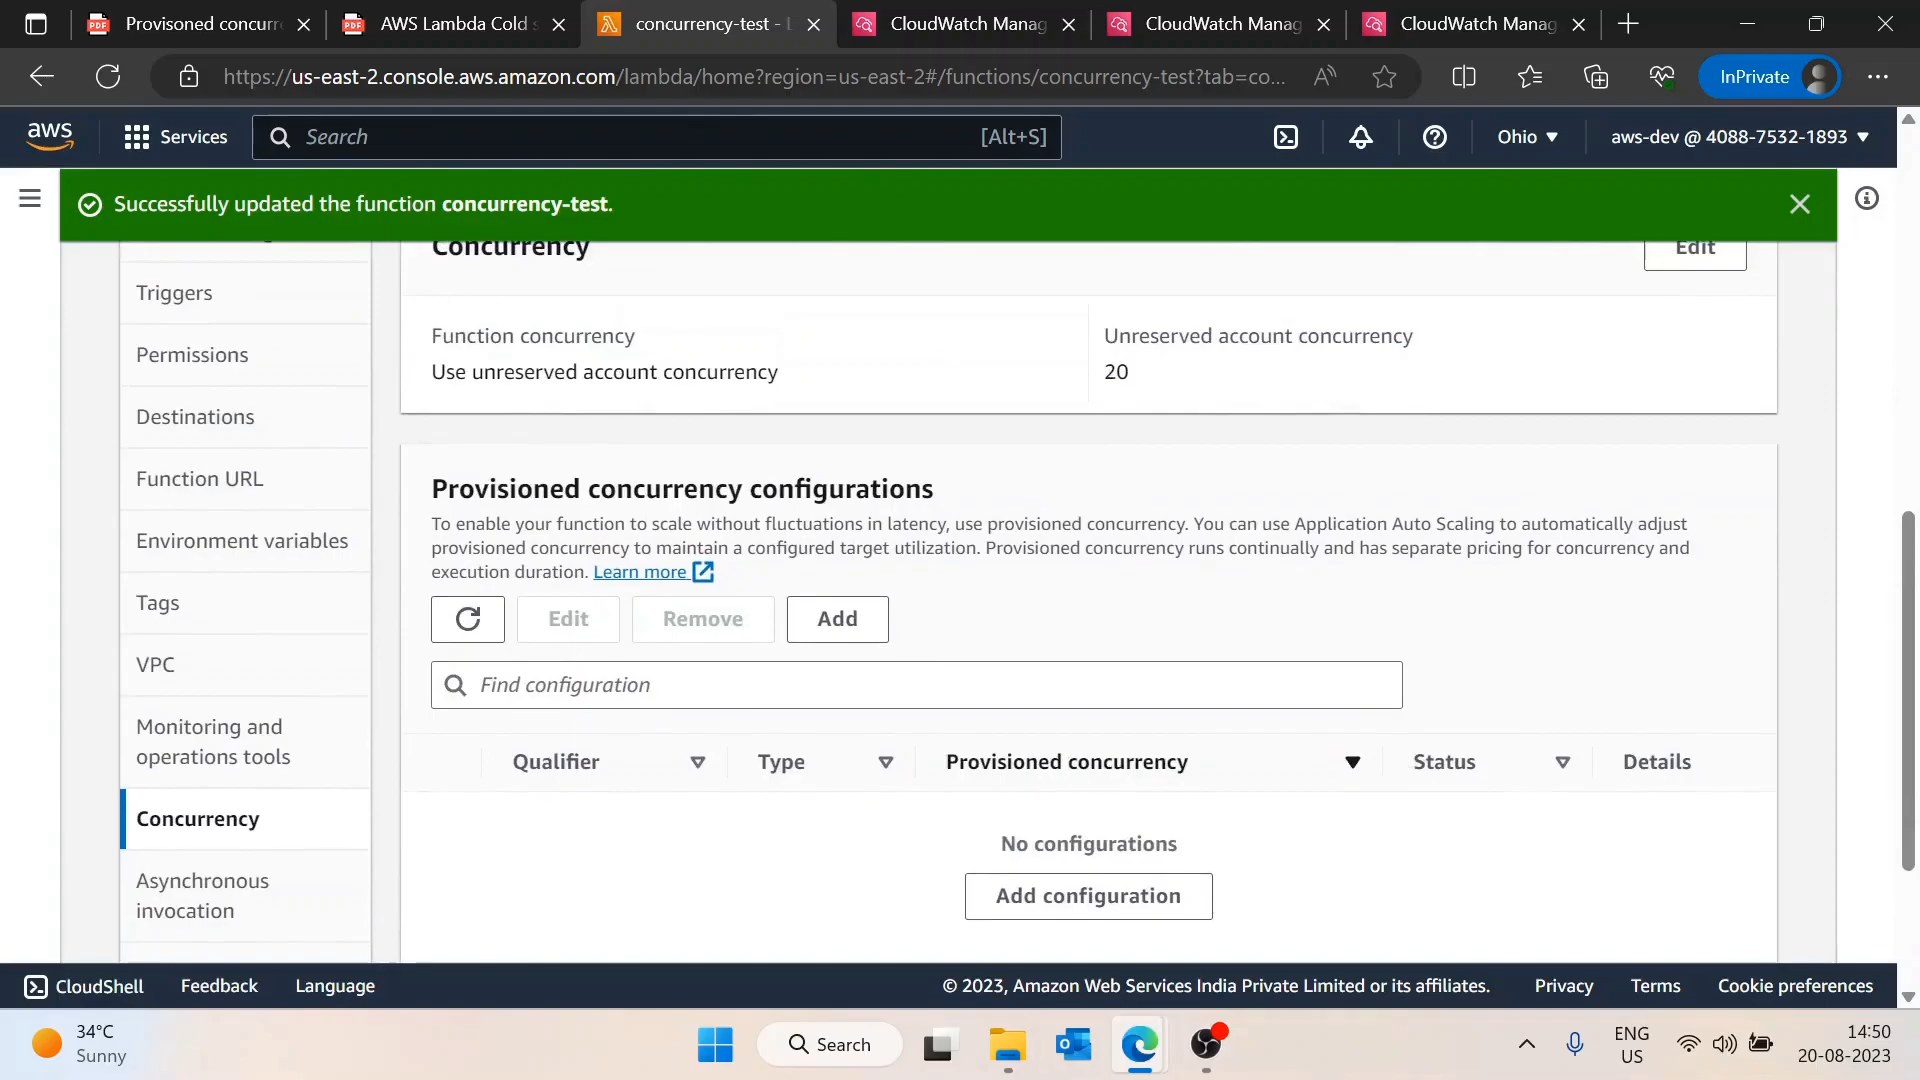 Provisioned concurr
AWS Lambda Cold s
concurrency-test - L
CloudWatch Manag
CloudWatch Manag
CloudWatch Manag
https://us-east-2.console.aws.amazon.com/lambda/home?region=us-east-2#/functions/concurrency-test?tab=co...
InPrivate
aws
Services
Search
[Alt+S]
Ohio
aws-dev @ 4088-7532-1893
Successfully updated the function concurrency-test.
Triggers
Permissions
Destinations
Function URL
Environment variables
Tags
VPC
Monitoring and
operations tools
Concurrency
Asynchronous
invocation
Concurrency
Edit
Function concurrency
Use unreserved account concurrency
Unreserved account concurrency
20
Provisioned concurrency configurations
To enable your function to scale without fluctuations in latency, use provisioned concurrency. You can use Application Auto Scaling to automatically adjust
provisioned concurrency to maintain a configured target utilization. Provisioned concurrency runs continually and has separate pricing for concurrency and
execution duration. Learn more
Edit
Remove
Add
Find configuration
Qualifier
Type
Provisioned concurrency
Status
Details
No configurations
Add configuration
CloudShell
Feedback
Language
© 2023, Amazon Web Services India Private Limited or its affiliates.
Privacy
Terms
Cookie preferences
34°C
Sunny
Search
ENG
US
14:50
20-08-2023